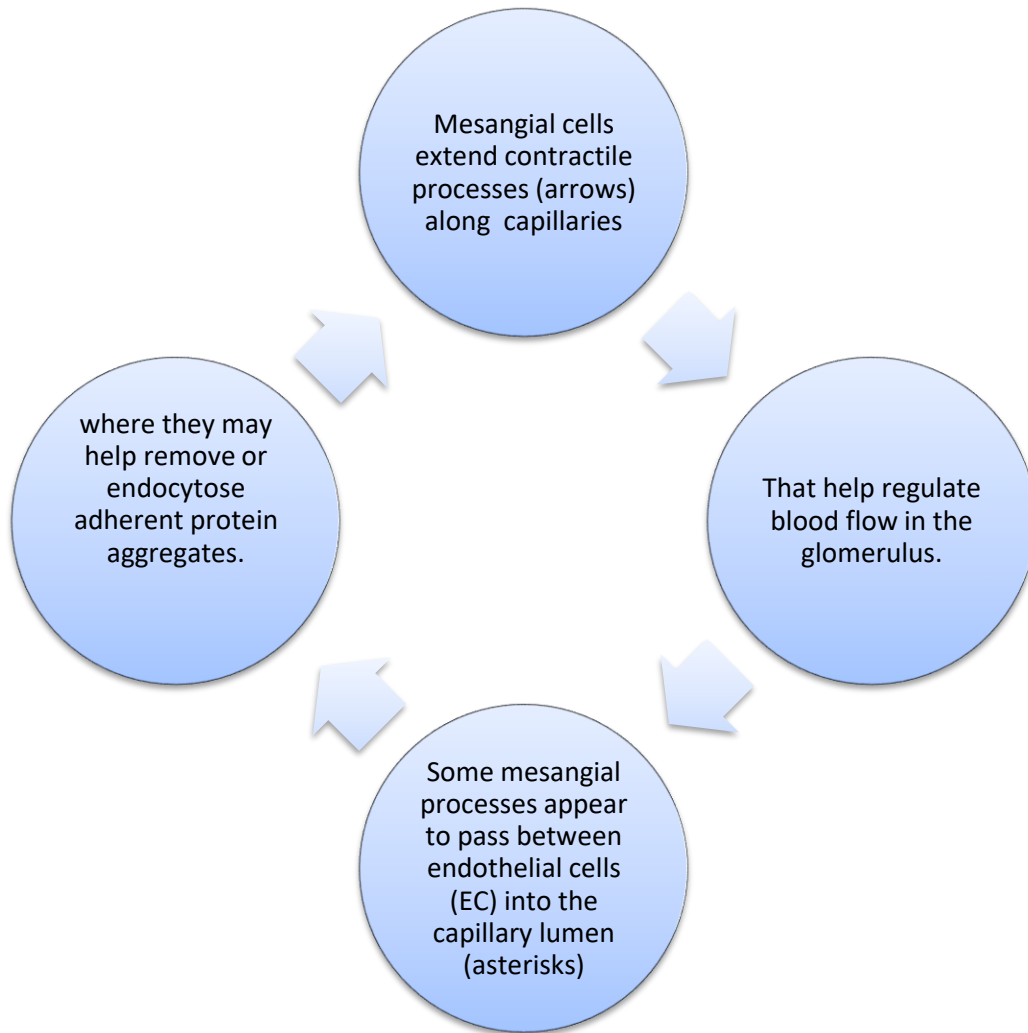 Mesangial cells
extend contractile
processes (arrows)
along  capillaries
That help regulate
blood flow in the
glomerulus.
Some mesangial
processes appear
to pass between
endothelial cells
(EC) into the
capillary lumen
(asterisks)
where they may
help remove or
endocytose
adherent protein
aggregates.